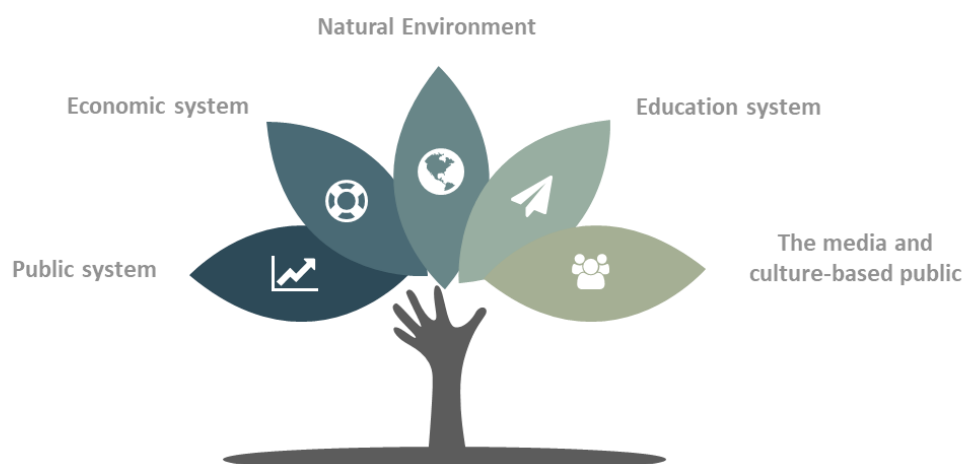 Natural Environment
Economic system
Education system
Public system
The media and
culture-based public